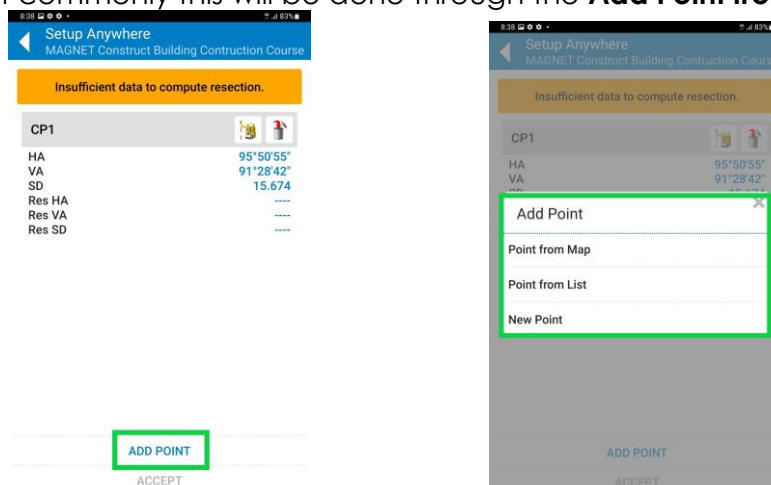 commonly this will be done through the Add Point
8:38
83%
Setup Anywhere
MAGNET Construct Building Contruction Course
Insufficient data to compute resection.
CP1
HA 95°50'55"
VA 91°28'42"
SD 15.674
Res HA ----
Res VA ----
Res SD ----
ADD POINT
ACCEPT
8:38
83%
Setup Anywhere
MAGNET Construct Building Contruction
Insufficient data to compute resection.
CP1
HA 95°50'55"
VA 91°28'42"
Add Point
Point from Map
Point from List
New Point
ADD POINT
ACCEPT